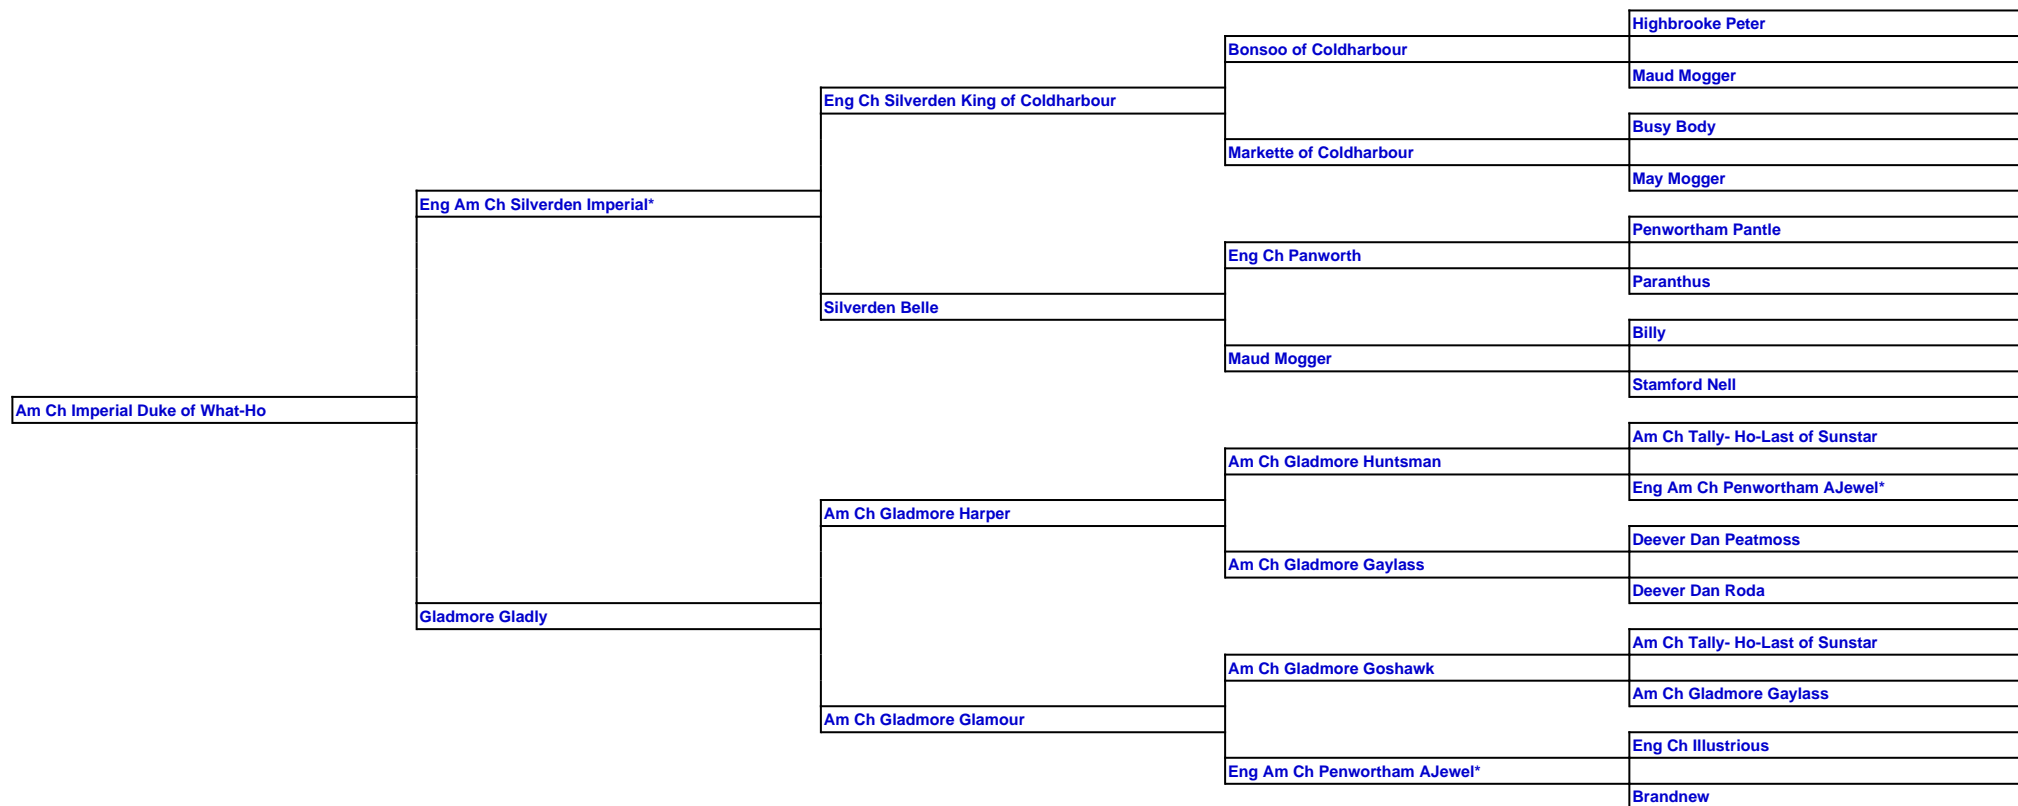 Highbrooke Peter
Bonsoo of Coldharbour
Maud Mogger
Eng Ch Silverden King of Coldharbour
Busy Body
Markette of Coldharbour
May Mogger
Eng Am Ch Silverden Imperial*
Penwortham Pantle
Eng Ch Panworth
Paranthus
Silverden Belle
Billy
Maud Mogger
Stamford Nell
Am Ch Imperial Duke of What-Ho
Am Ch Tally- Ho-Last of Sunstar
Am Ch Gladmore Huntsman
Eng Am Ch Penwortham AJewel*
Am Ch Gladmore Harper
Deever Dan Peatmoss
Am Ch Gladmore Gaylass
Deever Dan Roda
Gladmore Gladly
Am Ch Tally- Ho-Last of Sunstar
Am Ch Gladmore Goshawk
Am Ch Gladmore Gaylass
Am Ch Gladmore Glamour
Eng Ch Illustrious
Eng Am Ch Penwortham AJewel*
Brandnew